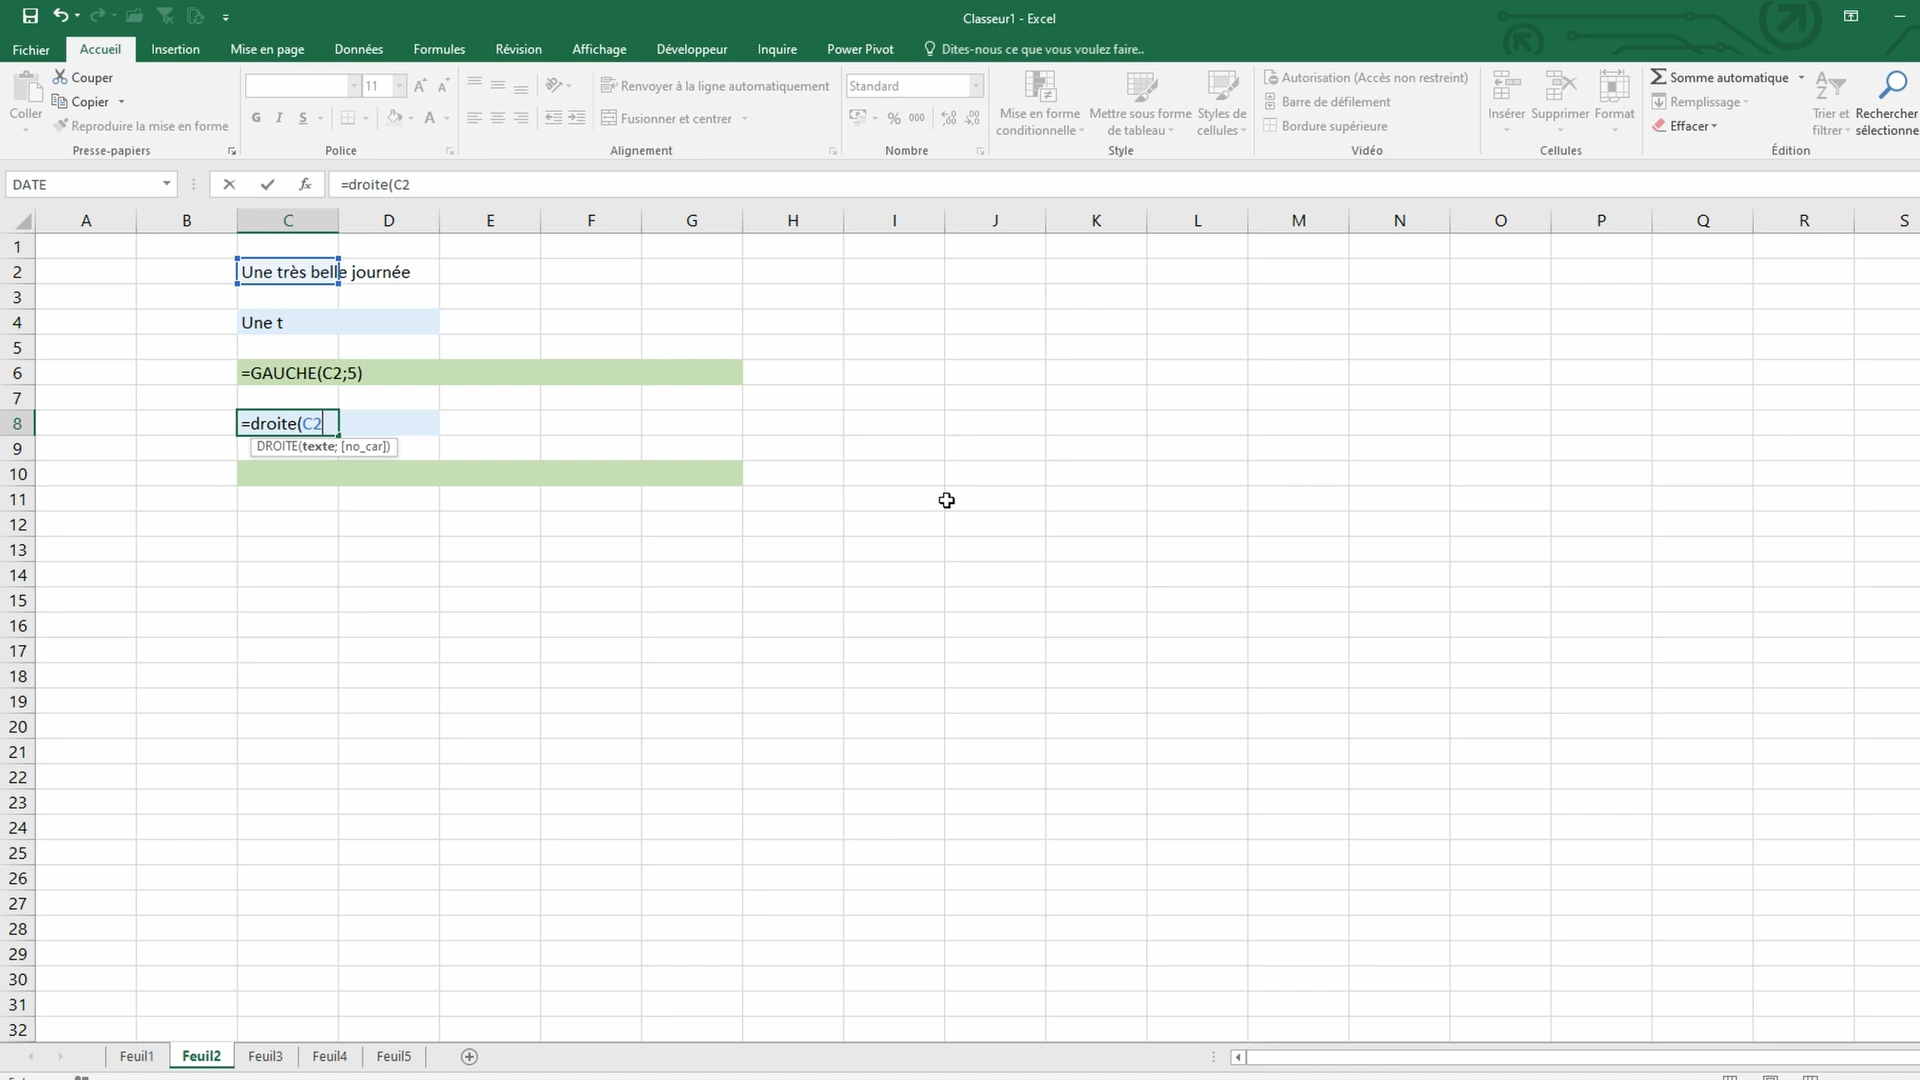 Classeur1 - Excel
Fichier Accueil Insertion Mise en page Données Formules Révision Affichage Développeur Inquire Power Pivot Dites-nous ce que vous voulez faire..
Coller
Couper
Copier
Reproduire la mise en forme
Presse-papiers
11
G I S
Police
Renvoyer à la ligne automatiquement
Fusionner et centrer
Alignement
Standard
% 000
Nombre
Mise en forme conditionnelle
Mettre sous forme de tableau
Styles de cellules
Style
Autorisation (Accès non restreint)
Barre de défilement
Bordure supérieure
Vidéo
Insérer Supprimer Format
Cellules
Somme automatique
Remplissage
Effacer
Trier et filtrer
Rechercher
sélectionne
Édition
DATE =droite(C2
A B C D E F G H I J K L M N O P Q R S
1
2 Une très belle journée
3
4 Une t
5
6 =GAUCHE(C2;5)
7
8 =droite(C2
DROITE(texte; [no_car])
9
10
11
12
13
14
15
16
17
18
19
20
21
22
23
24
25
26
27
28
29
30
31
32
Feuil1 Feuil2 Feuil3 Feuil4 Feuil5